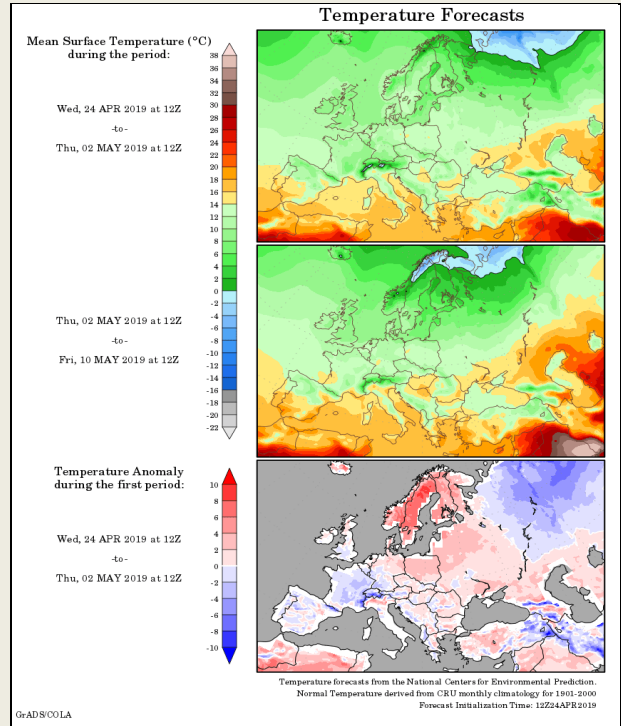 Temperature Forecasts
Mean Surface Temperature (°C)
during the period:
Wed, 24 APR 2019 at 12Z
-to-
Thu, 02 MAY 2019 at 12Z
38
36
34
32
30
28
26
24
22
20
18
16
14
12
10
8
6
4
2
0
-2
-4
-6
-8
-10
-12
-14
-16
-18
-20
-22
Thu, 02 MAY 2019 at 12Z
-to-
Fri, 10 MAY 2019 at 12Z
Temperature Anomaly
during the first period:
Wed, 24 APR 2019 at 12Z
-to-
Thu, 02 MAY 2019 at 12Z
10
8
6
4
2
0
-2
-4
-6
-8
-10
Temperature forecasts from the National Centers for Environmental Prediction.
Normal Temperature derived from CRU monthly climatology for 1901-2000
Forecast Initialization Time: 12Z24APR2019
GrADS/COLA